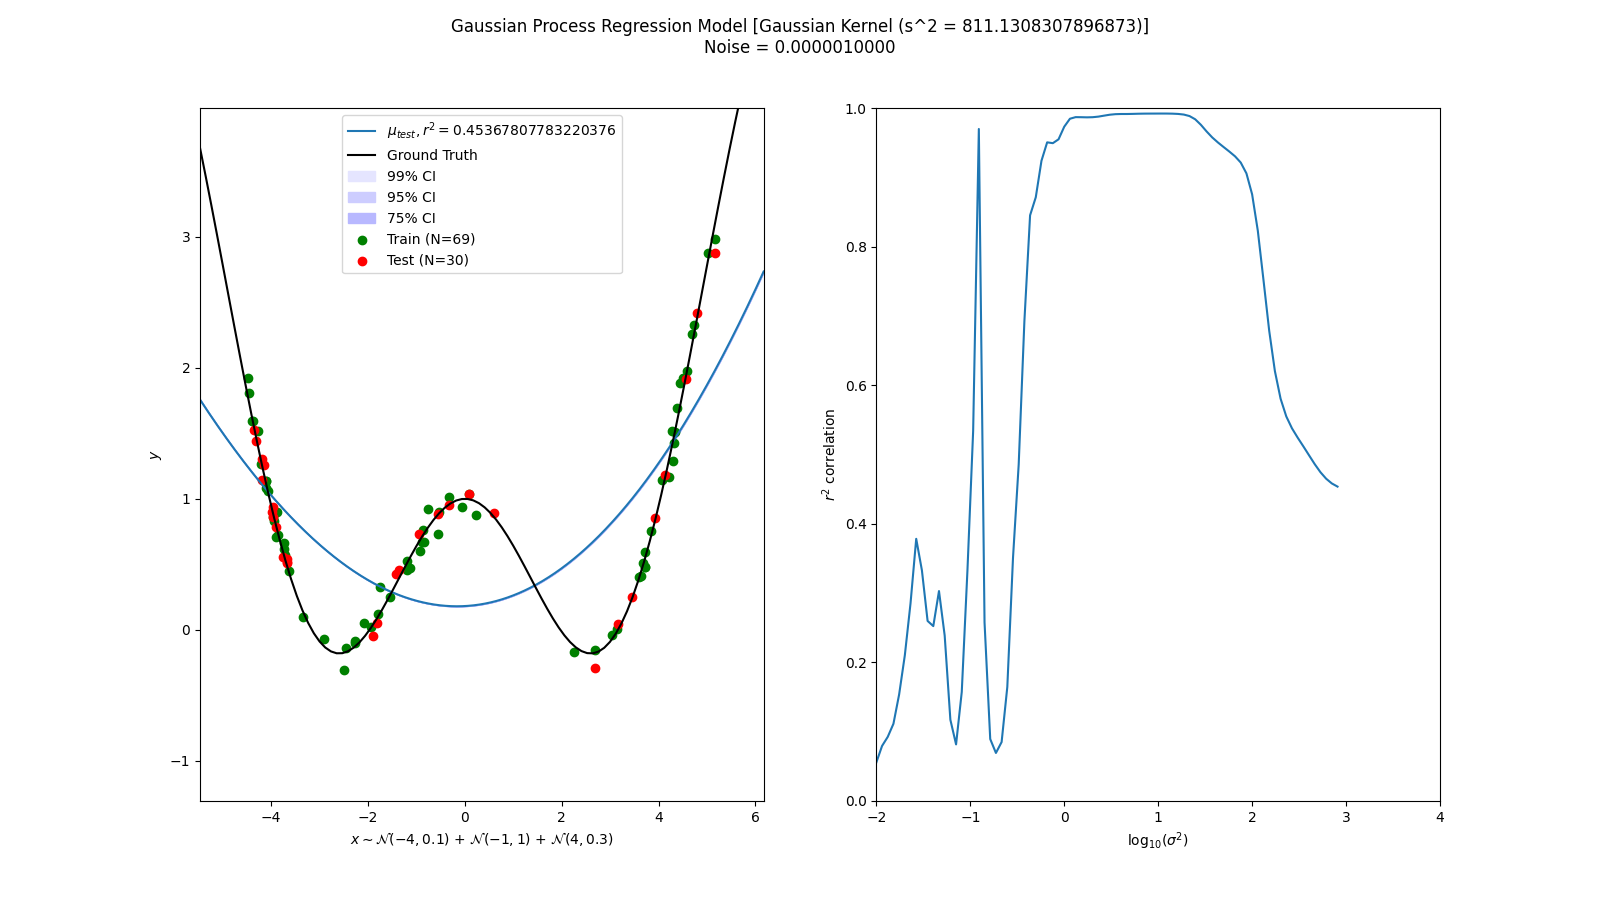 Gaussian Process Regression Model [Gaussian Kernel (s^2 = 811.1308307896873)]
Noise = 0.0000010000
μ_test, r² = 0.45367807783220376
Ground Truth
99% CI
95% CI
75% CI
Train (N=69)
Test (N=30)
3
2
1
0
−1
y
−4
−2
0
2
4
6
x ∼ 𝒩(−4, 0.1) + 𝒩(−1, 1) + 𝒩(4, 0.3)
1.0
0.8
0.6
0.4
0.2
0.0
r² correlation
−2
−1
0
1
2
3
4
log₁₀(σ²)